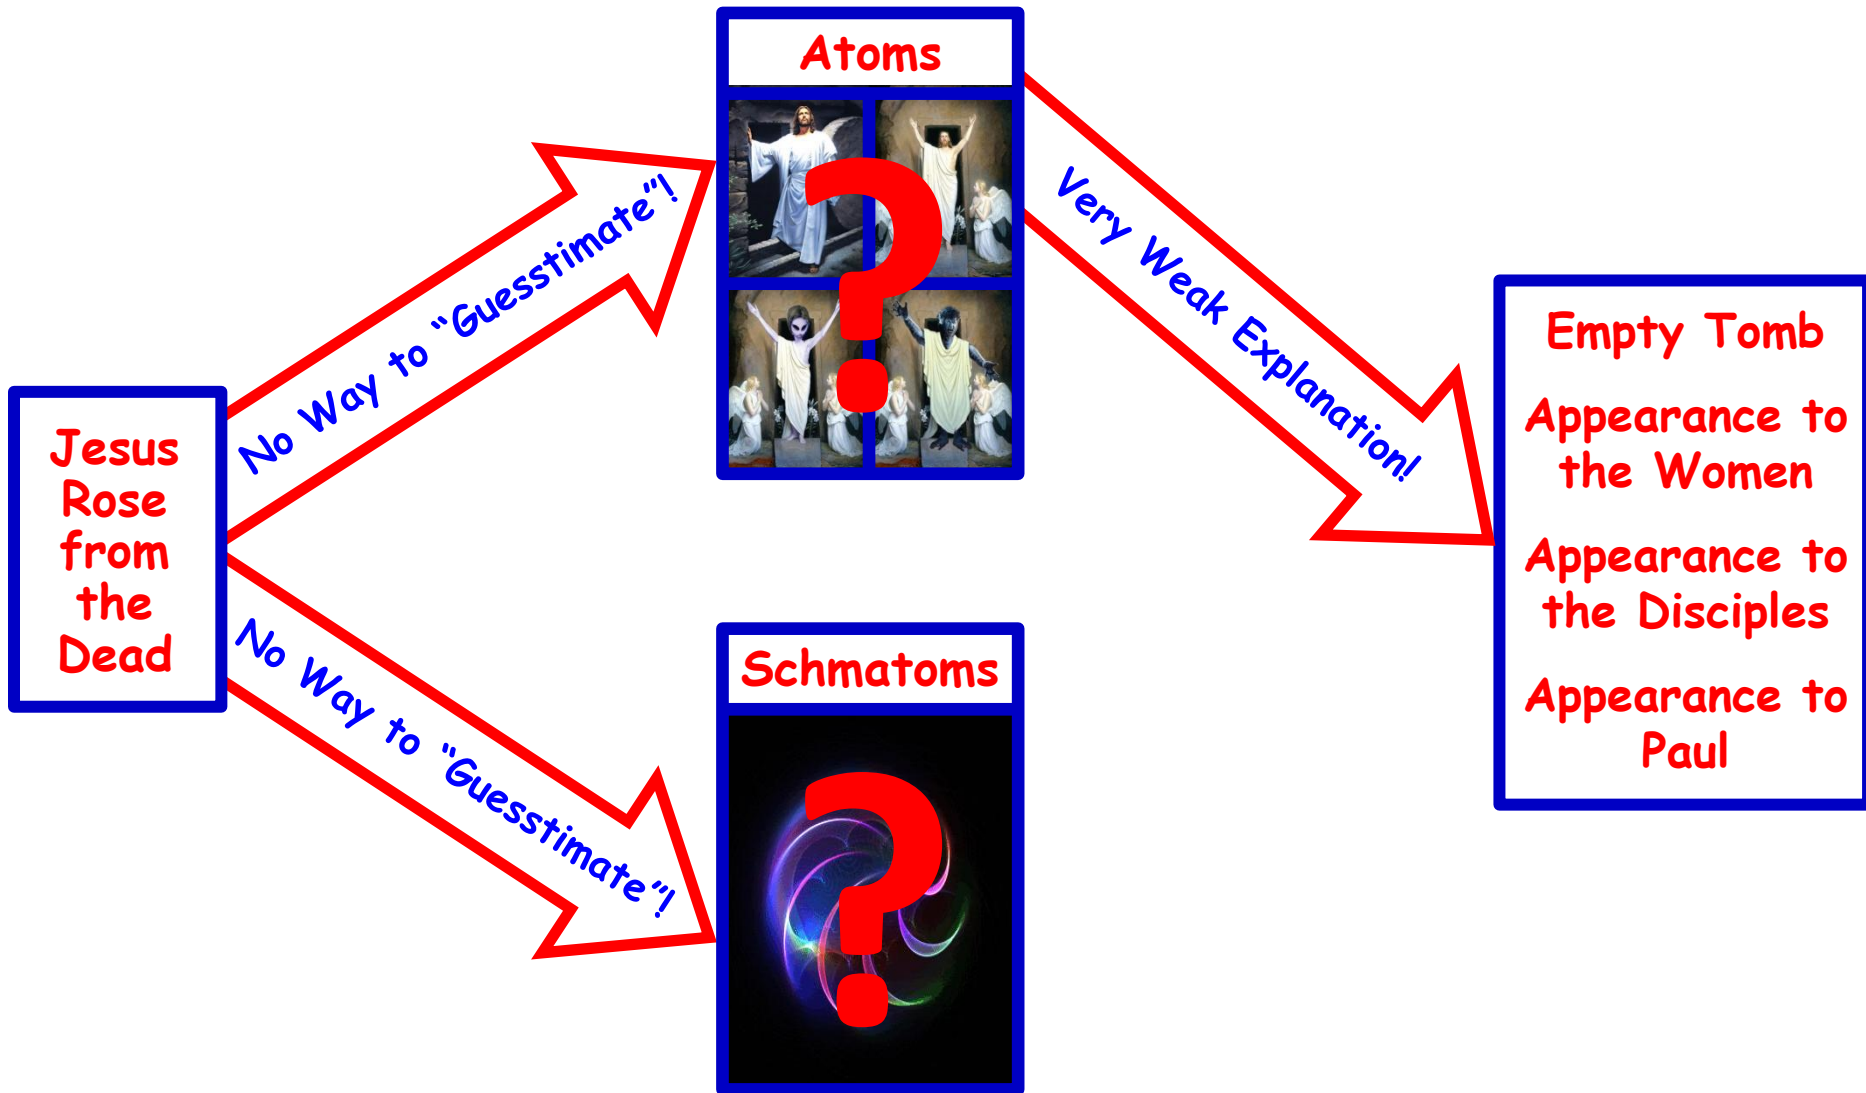 Atoms
?
No Way to “Guesstimate”!
Very Weak Explanation!
Jesus
Rose
from
the
Dead
No Way to “Guesstimate”!
Schmatoms
?
Empty Tomb
Appearance to
the Women
Appearance to
the Disciples
Appearance to
Paul